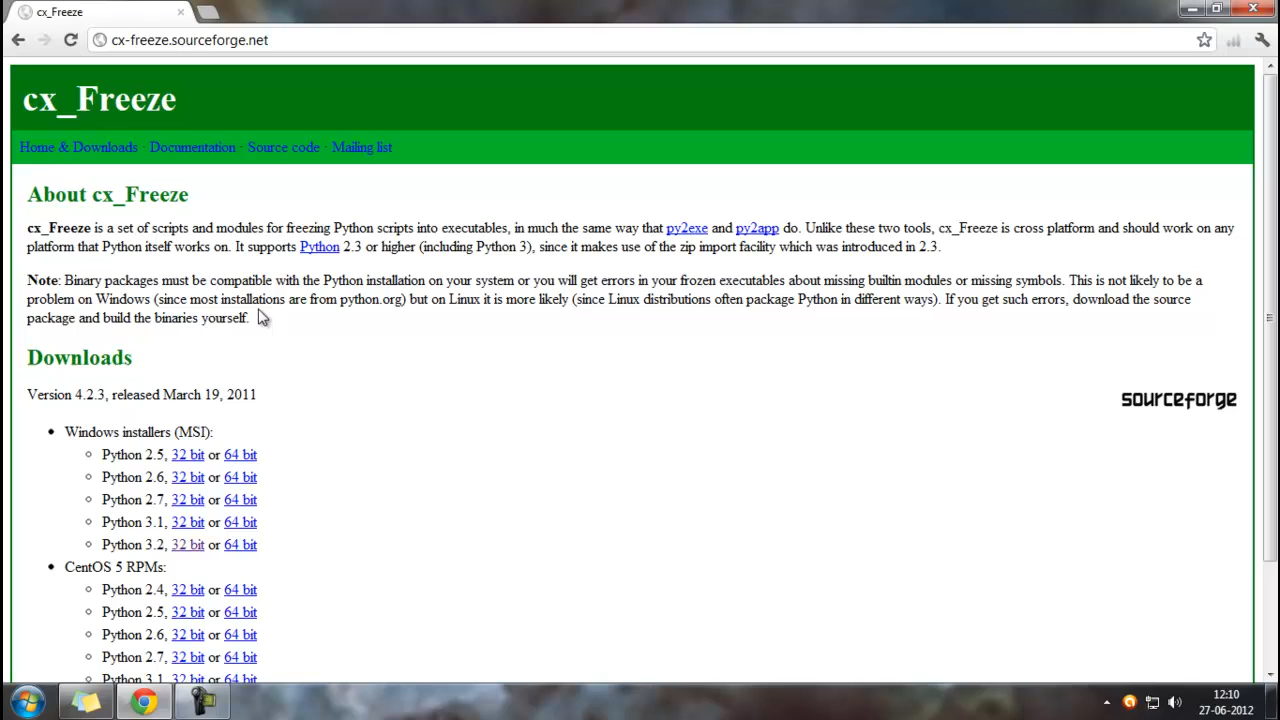 cx_Freeze
cx-freeze.sourceforge.net
cx_Freeze
Home & Downloads · Documentation · Source code · Mailing list
About cx_Freeze
cx_Freeze is a set of scripts and modules for freezing Python scripts into executables, in much the same way that py2exe and py2app do. Unlike these two tools, cx_Freeze is cross platform and should work on any
platform that Python itself works on. It supports Python 2.3 or higher (including Python 3), since it makes use of the zip import facility which was introduced in 2.3.
Note: Binary packages must be compatible with the Python installation on your system or you will get errors in your frozen executables about missing builtin modules or missing symbols. This is not likely to be a
problem on Windows (since most installations are from python.org) but on Linux it is more likely (since Linux distributions often package Python in different ways). If you get such errors, download the source
package and build the binaries yourself.
Downloads
Version 4.2.3, released March 19, 2011
sourceforge
Windows installers (MSI):
Python 2.5, 32 bit or 64 bit
Python 2.6, 32 bit or 64 bit
Python 2.7, 32 bit or 64 bit
Python 3.1, 32 bit or 64 bit
Python 3.2, 32 bit or 64 bit
CentOS 5 RPMs:
Python 2.4, 32 bit or 64 bit
Python 2.5, 32 bit or 64 bit
Python 2.6, 32 bit or 64 bit
Python 2.7, 32 bit or 64 bit
Python 3.1, 32 bit or 64 bit
12:10
27-06-2012